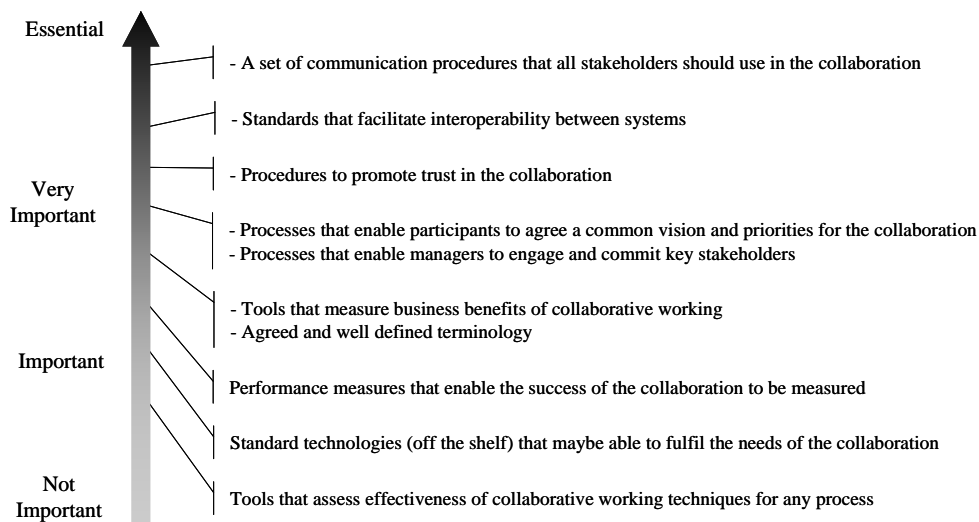 Essential
- A set of communication procedures that all stakeholders should use in the collaboration
- Standards that facilitate interoperability between systems
- Procedures to promote trust in the collaboration
Very
Important
- Processes that enable participants to agree a common vision and priorities for the collaboration
- Processes that enable managers to engage and commit key stakeholders
- Tools that measure business benefits of collaborative working
- Agreed and well defined terminology
Important
Performance measures that enable the success of the collaboration to be measured
Standard technologies (off the shelf) that maybe able to fulfil the needs of the collaboration
Not
Important
Tools that assess effectiveness of collaborative working techniques for any process